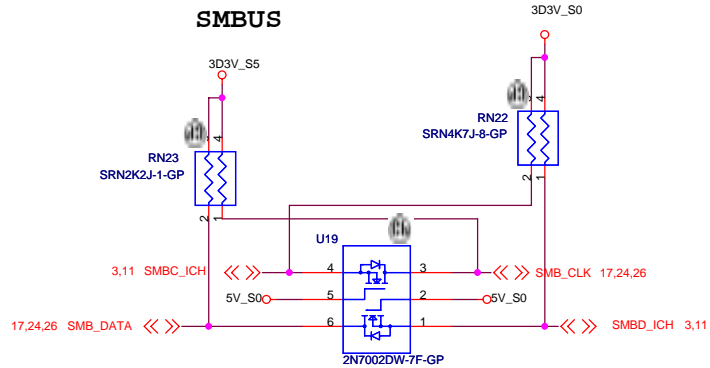 SMBUS
3D3V_S0
3D3V_S5
4
RN22
SRN4K7J-8-GP
4
RN23
SRN2K2J-1-GP
2
1
2
1
U19
3,11 SMBC_ICH
4
3
SMB_CLK 17,24,26
5V_S0
5
2
5V_S0
17,24,26 SMB_DATA
6
1
SMBD_ICH 3,11
2N7002DW-7F-GP